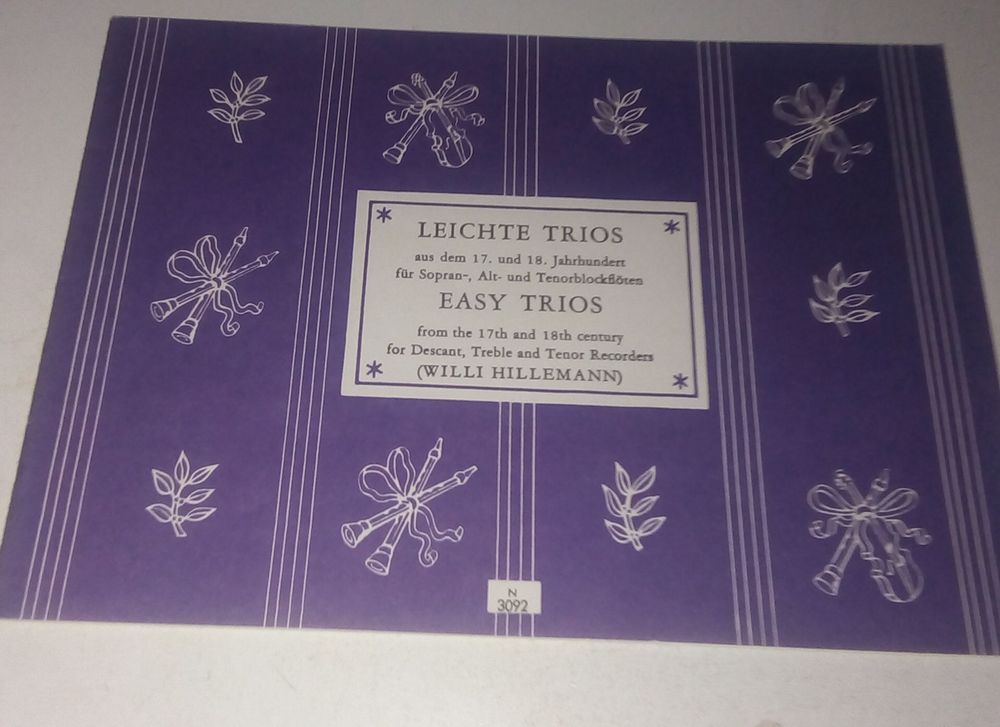 LEICHTE TRIOS
aus dem 17. und 18. Jahrhundert
für Sopran-, Alt- und Tenorblockflöten
EASY TRIOS
from the 17th and 18th century
for Descant, Treble and Tenor Recorders
(WILLI HILLEMANN)
N
3092